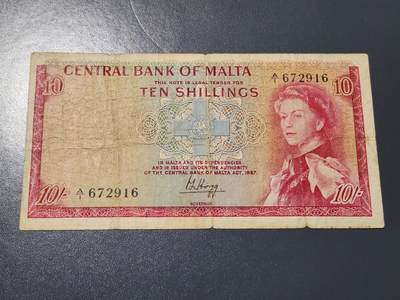 10 CENTRAL BANK OF MALTA 10
THIS NOTE IS LEGAL TENDER FOR
TEN SHILLINGS
A/1 672916
IN MALTA AND ITS DEPENDENCIES
AND IS ISSUED UNDER THE AUTHORITY
OF THE CENTRAL BANK OF MALTA ACT, 1967
A/1 672916
GOVERNOR
10/- 10/-